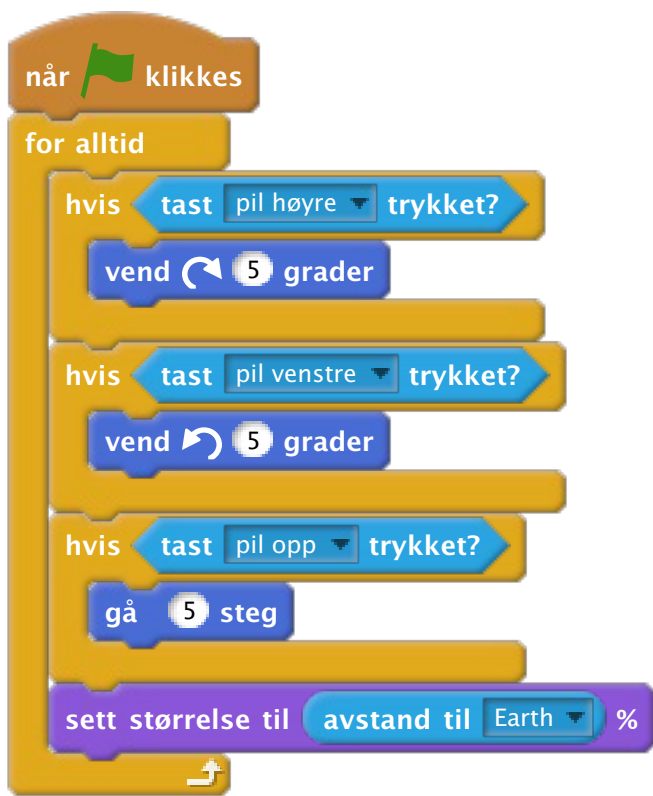 når klikkes
for alltid
hvis tast pil høyre trykket?
vend 5 grader
hvis tast pil venstre trykket?
vend 5 grader
hvis tast pil opp trykket?
gå 5 steg
sett størrelse til avstand til Earth %